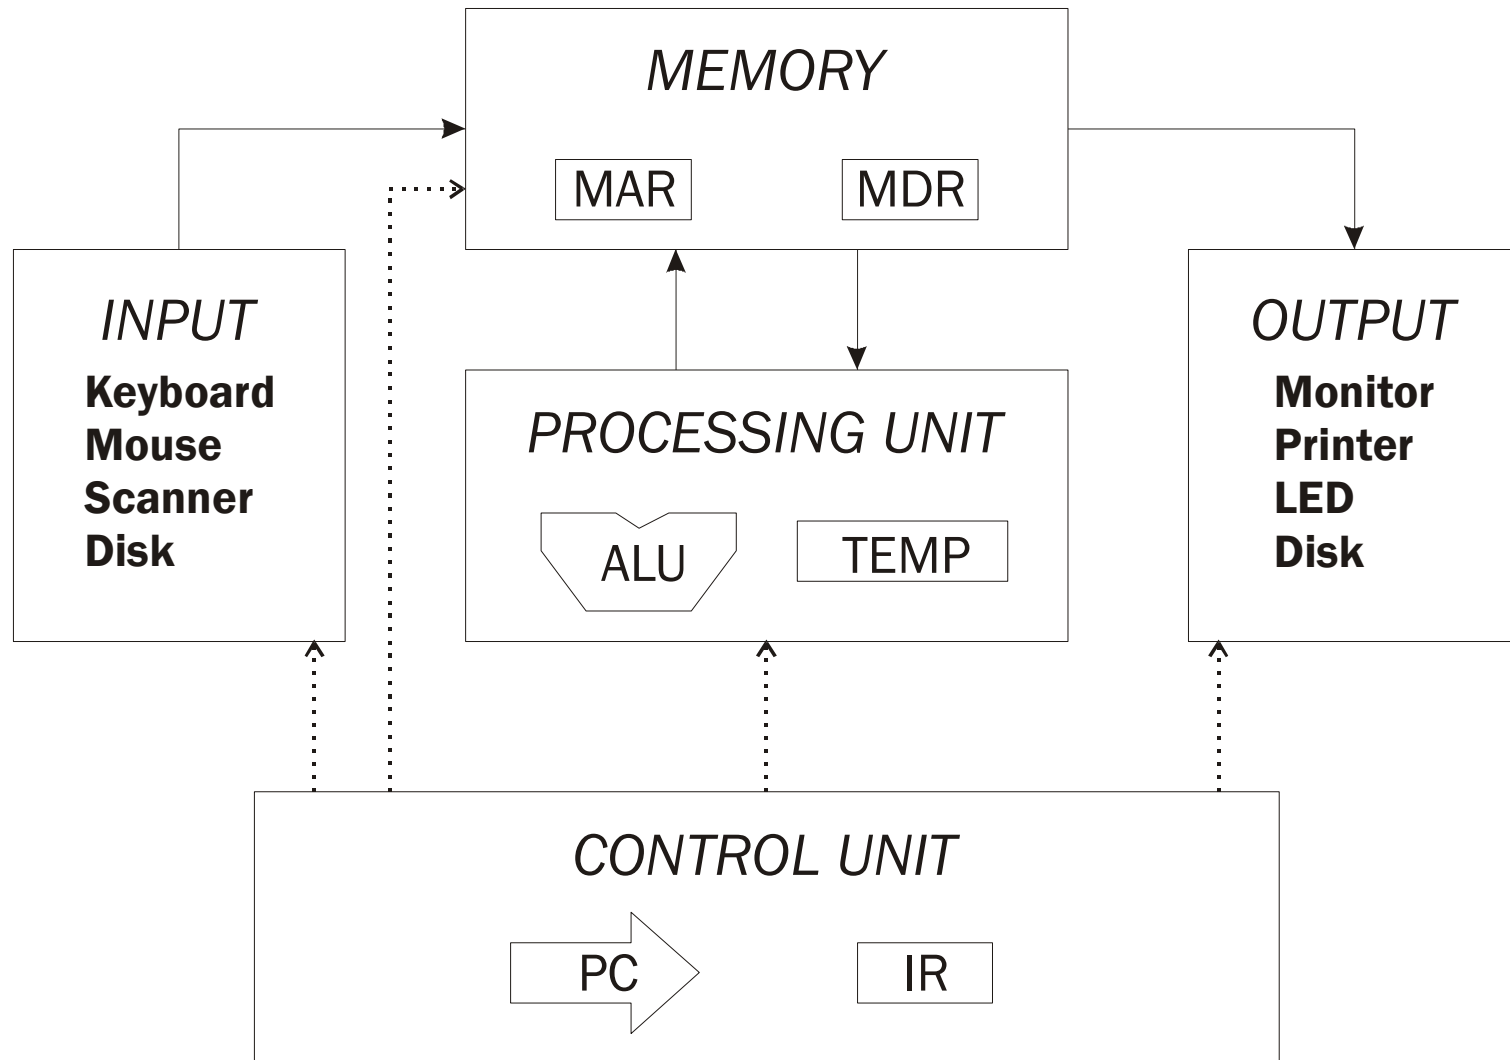 MEMORY
MAR
MDR
INPUT
Keyboard
Mouse
Scanner
Disk
PROCESSING UNIT
ALU
TEMP
OUTPUT
Monitor
Printer
LED
Disk
CONTROL UNIT
PC
IR